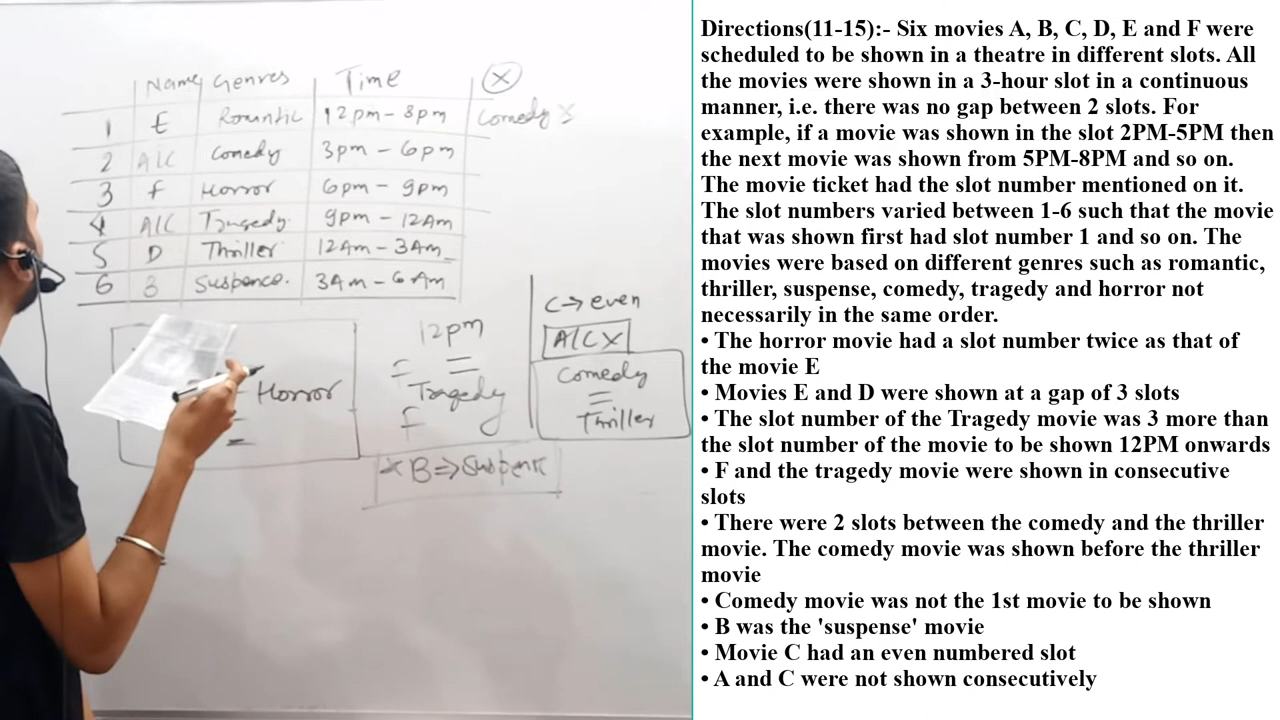 Name Genres Time X
1 E Romantic 12pm - 3pm Comedy X
2 A/C Comedy 3pm - 6pm
3 F Horror 6pm - 9pm
4 A/C Tragedy 9pm - 12Am
5 D Thriller 12Am - 3Am
6 B Suspence. 3Am - 6Am
Horror
12pm
F
Tragedy
F
B => Suspense
C → even
A/C X
Comedy
Thriller
Directions(11-15):- Six movies A, B, C, D, E and F were
scheduled to be shown in a theatre in different slots. All
the movies were shown in a 3-hour slot in a continuous
manner, i.e. there was no gap between 2 slots. For
example, if a movie was shown in the slot 2PM-5PM then
the next movie was shown from 5PM-8PM and so on.
The movie ticket had the slot number mentioned on it.
The slot numbers varied between 1-6 such that the movie
that was shown first had slot number 1 and so on. The
movies were based on different genres such as romantic,
thriller, suspense, comedy, tragedy and horror not
necessarily in the same order.
• The horror movie had a slot number twice as that of
the movie E
• Movies E and D were shown at a gap of 3 slots
• The slot number of the Tragedy movie was 3 more than
the slot number of the movie to be shown 12PM onwards
• F and the tragedy movie were shown in consecutive
slots
• There were 2 slots between the comedy and the thriller
movie. The comedy movie was shown before the thriller
movie
• Comedy movie was not the 1st movie to be shown
• B was the 'suspense' movie
• Movie C had an even numbered slot
• A and C were not shown consecutively